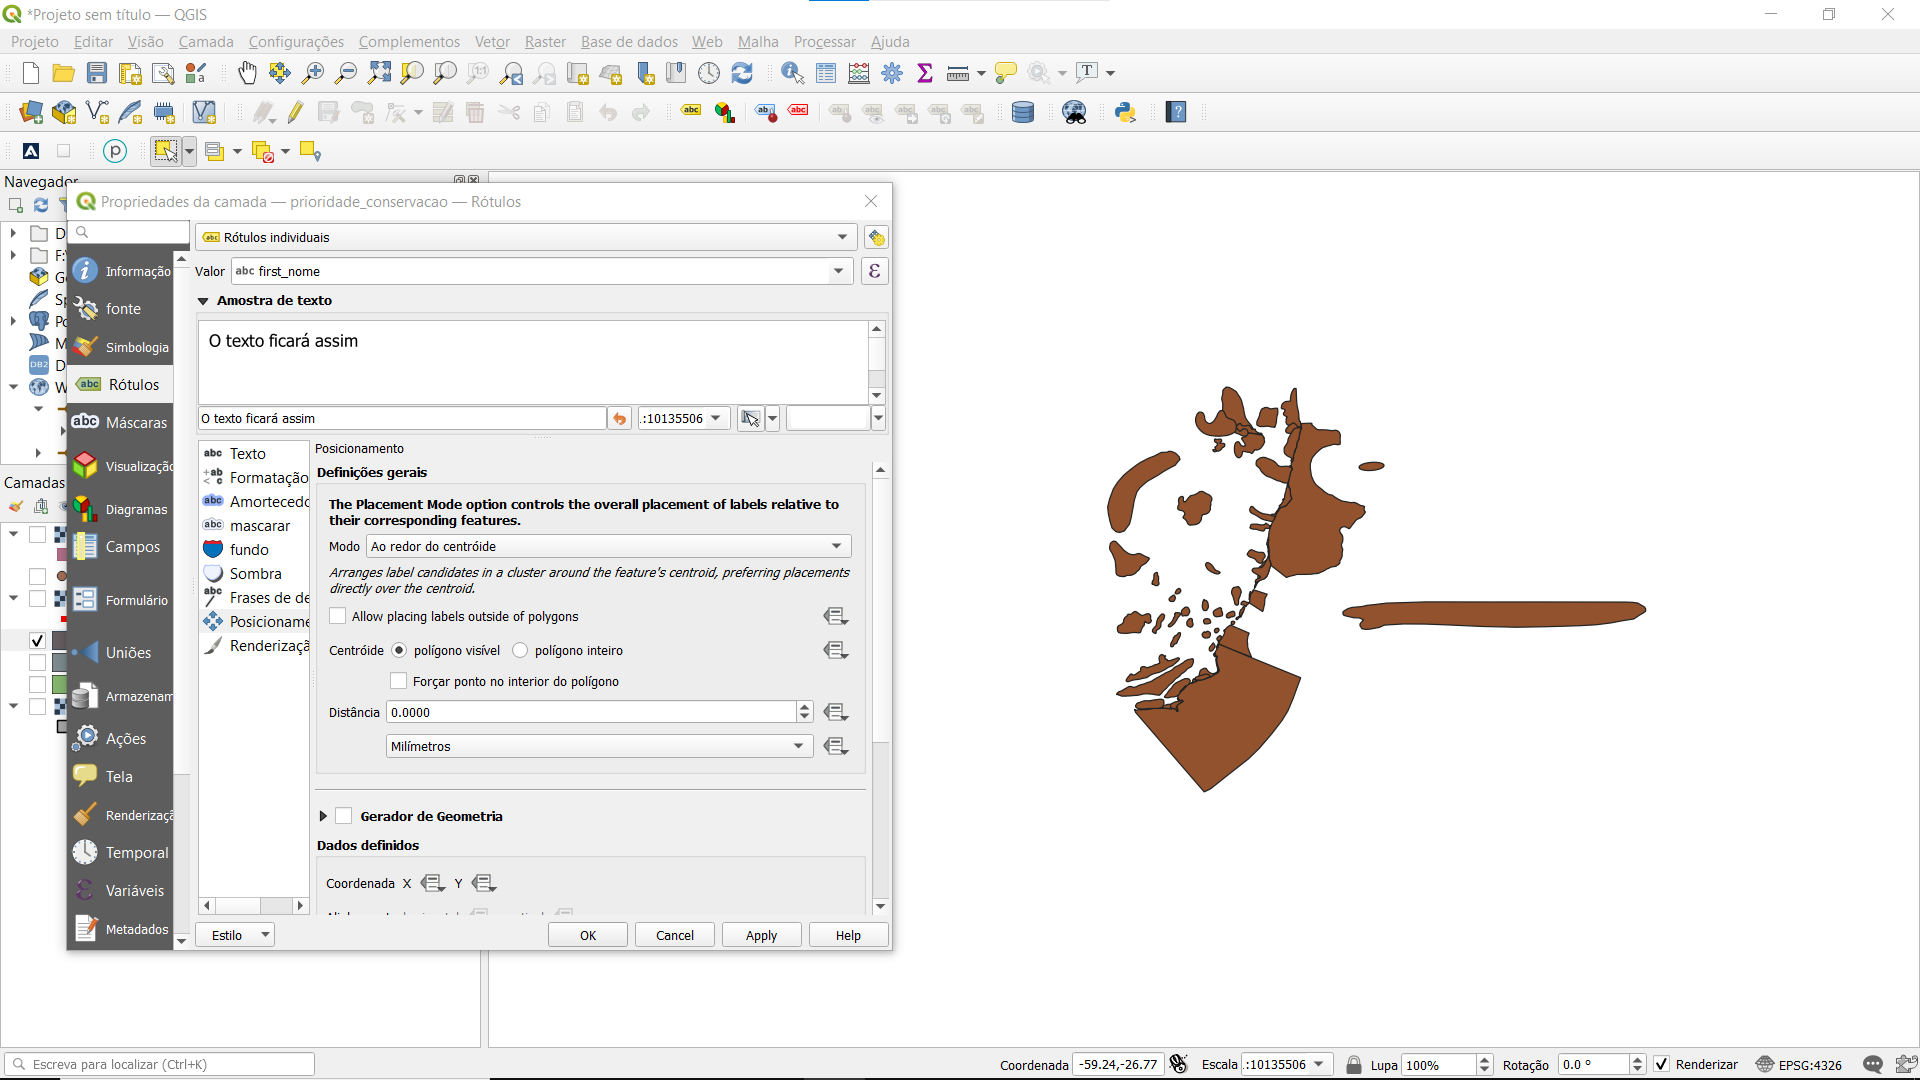 *Projeto sem título — QGIS
Projeto Editar Visão Camada Configurações Complementos Vetor Raster Base de dados Web Malha Processar Ajuda
Navegador
Propriedades da camada — prioridade_conservacao — Rótulos
Rótulos individuais
Valor abc first_nome
Amostra de texto
O texto ficará assim
O texto ficará assim
.:10135506
Informação
fonte
Simbologia
Rótulos
Máscaras
Visualizaçã
Diagramas
Campos
Formulário
Uniões
Armazenam
Ações
Tela
Renderizaçã
Temporal
Variáveis
Metadados
Camadas
Texto
Formatação
Amortecedo
mascarar
fundo
Sombra
Frases de de
Posicioname
Renderizaçã
Posicionamento
Definições gerais
The Placement Mode option controls the overall placement of labels relative to
their corresponding features.
Modo Ao redor do centróide
Arranges label candidates in a cluster around the feature's centroid, preferring placements
directly over the centroid.
Allow placing labels outside of polygons
Centróide polígono visível polígono inteiro
Forçar ponto no interior do polígono
Distância 0.0000
Milímetros
Gerador de Geometria
Dados definidos
Coordenada X Y
Estilo OK Cancel Apply Help
Escreva para localizar (Ctrl+K)
Coordenada -59.24,-26.77 Escala .:10135506 Lupa 100% Rotação 0.0 ° Renderizar EPSG:4326